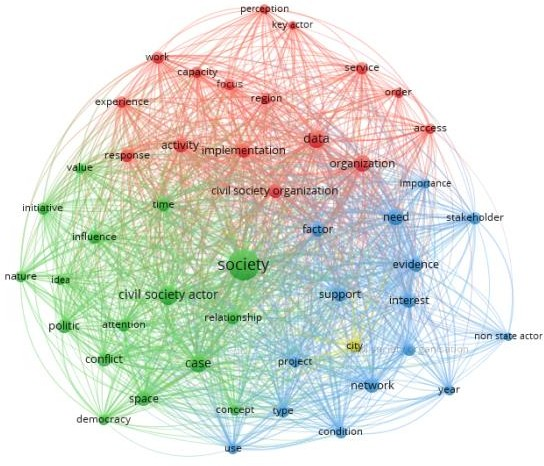 perception
key actor
work
service
capacity
focus
order
region
experience
access
data
activity
implementation
response
organization
value
importance
civil society organization
initiative
time
need
stakeholder
factor
influence
society
evidence
nature
idea
civil society actor
support
interest
relationship
politic
attention
non state actor
city
conflict
case
project
network
year
space
concept
type
democracy
condition
use